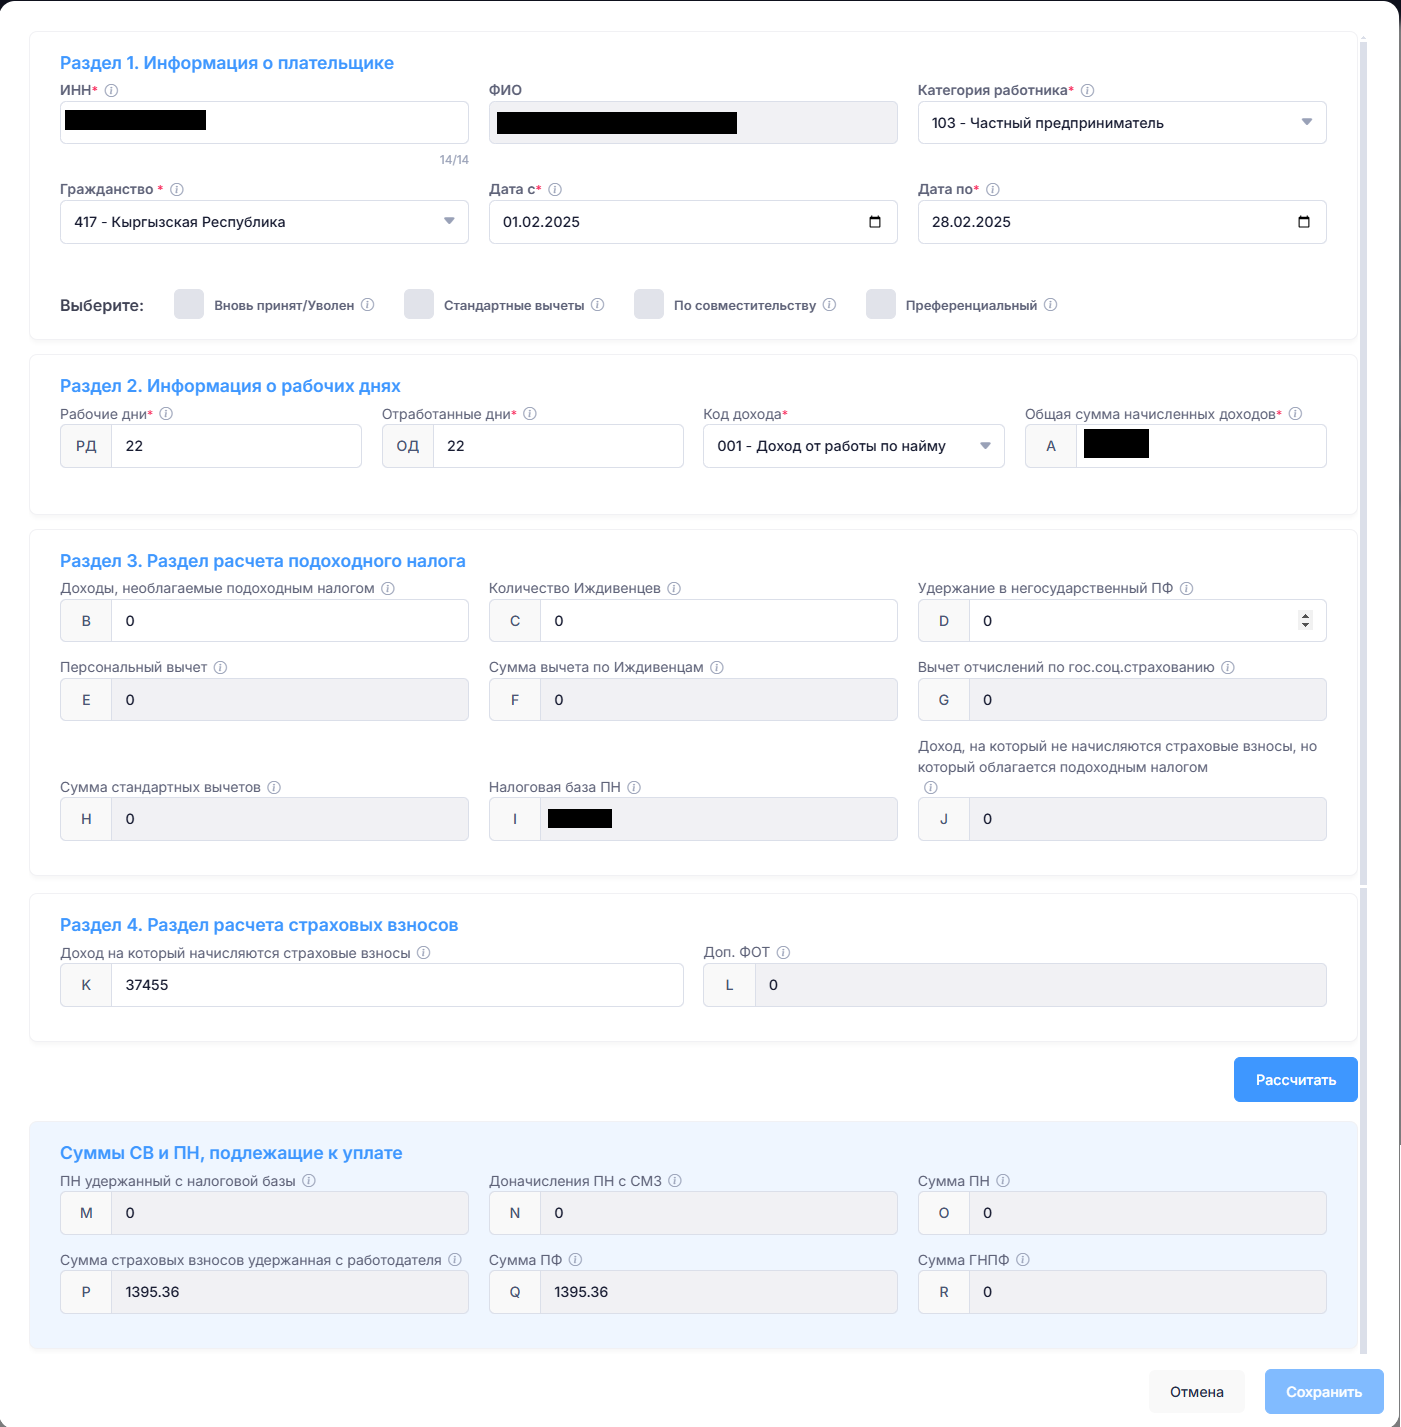 Раздел 1. Информация о плательщике
ИНН* ФИО Категория работника*
103 - Частный предприниматель
14/14
Гражданство * Дата с* Дата по*
417 - Кыргызская Республика 01.02.2025 28.02.2025
Выберите: Вновь принят/Уволен Стандартные вычеты По совместительству Преференциальный
Раздел 2. Информация о рабочих днях
Рабочие дни* Отработанные дни* Код дохода* Общая сумма начисленных доходов*
РД 22 ОД 22 001 - Доход от работы по найму А
Раздел 3. Раздел расчета подоходного налога
Доходы, необлагаемые подоходным налогом Количество Иждивенцев Удержание в негосударственный ПФ
B 0 C 0 D 0
Персональный вычет Сумма вычета по Иждивенцам Вычет отчислений по гос.соц.страхованию
E 0 F 0 G 0
Доход, на который не начисляются страховые взносы, но
который облагается подоходным налогом
Сумма стандартных вычетов Налоговая база ПН
H 0 I J 0
Раздел 4. Раздел расчета страховых взносов
Доход на который начисляются страховые взносы Доп. ФОТ
K 37455 L 0
Рассчитать
Суммы СВ и ПН, подлежащие к уплате
ПН удержанный с налоговой базы Доначисления ПН с СМЗ Сумма ПН
M 0 N 0 O 0
Сумма страховых взносов удержанная с работодателя Сумма ПФ Сумма ГНПФ
P 1395.36 Q 1395.36 R 0
Отмена Сохранить